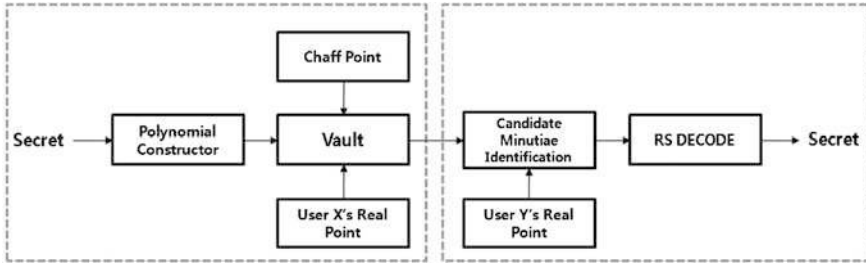 Chaff Point
Secret
Polynomial
Constructor
Vault
Candidate
Minutiae
Identification
RS DECODE
Secret
User X's Real
Point
User Y's Real
Point